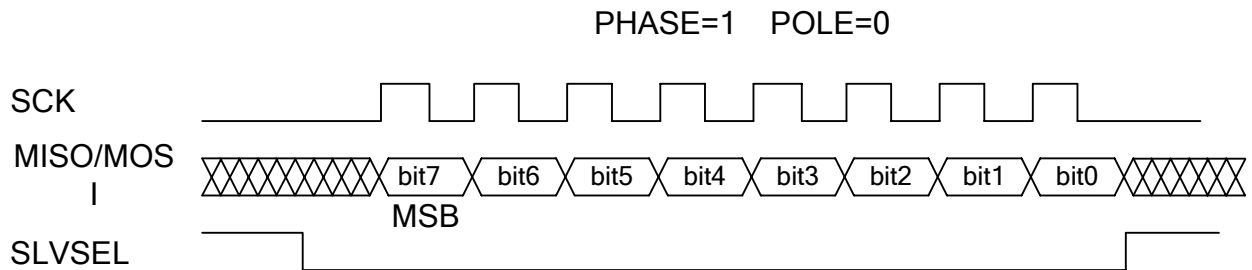 PHASE=1 POLE=0
SCK
MISO/MOS
I
bit7 bit6 bit5 bit4 bit3 bit2 bit1 bit0
MSB
SLVSEL